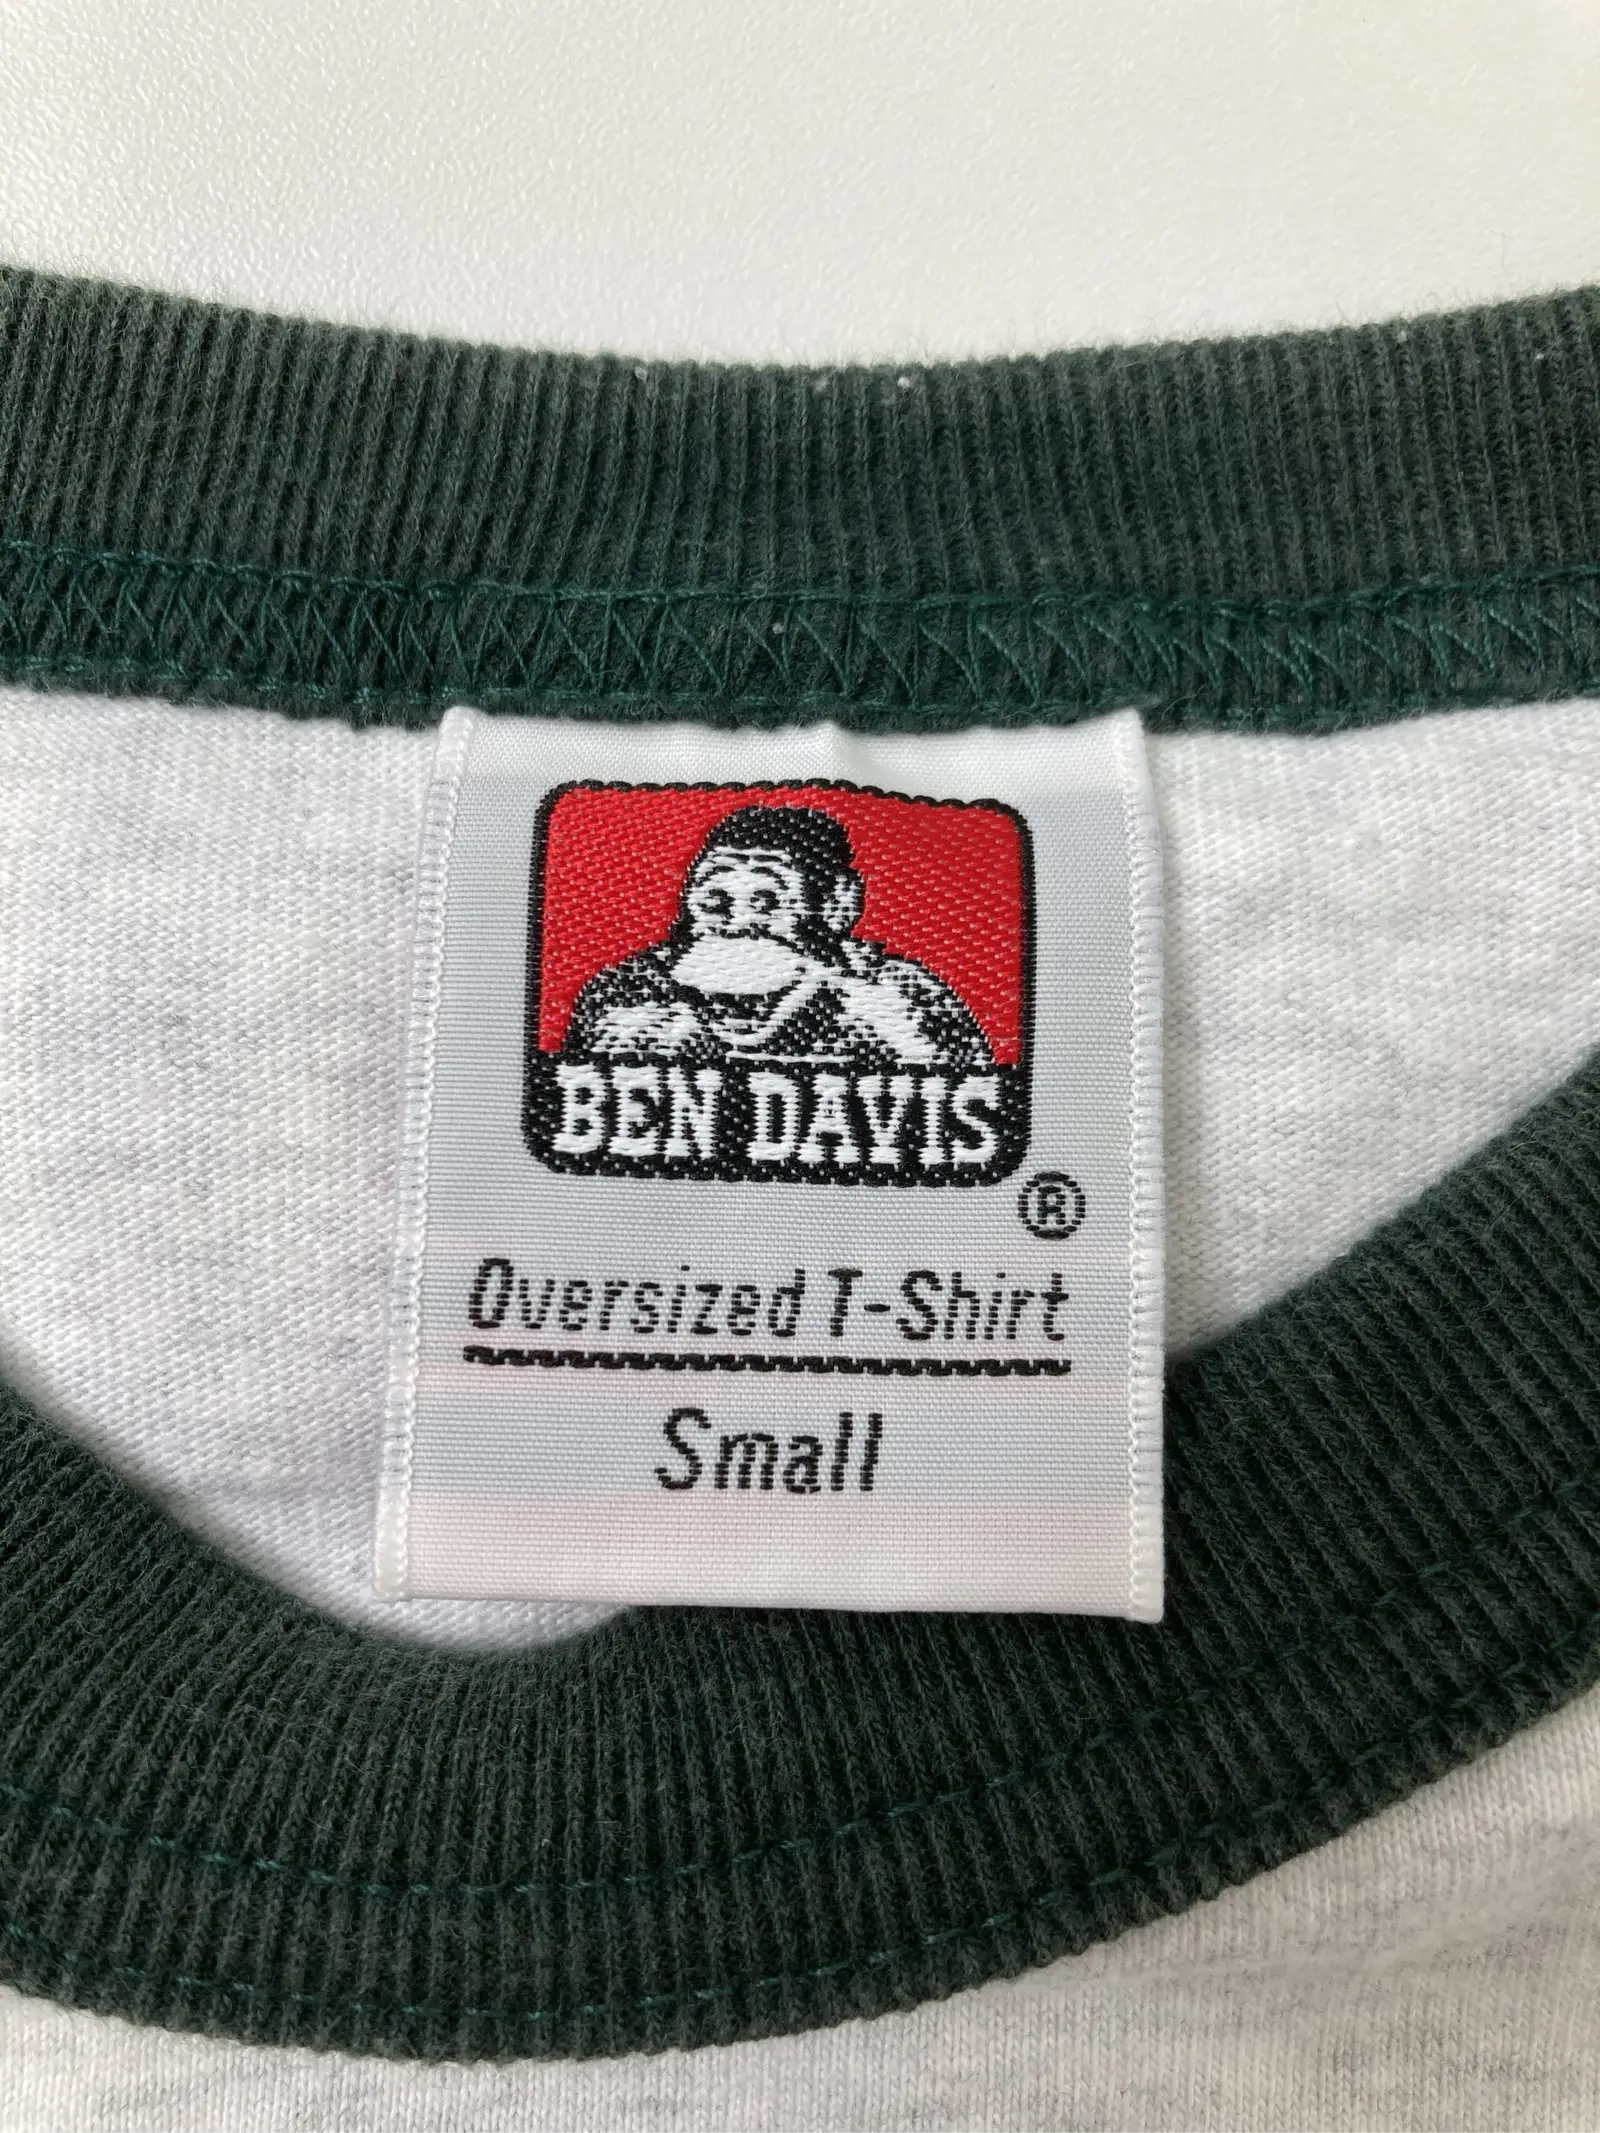 BEN DAVIS
®
Oversized T-Shirt
Small